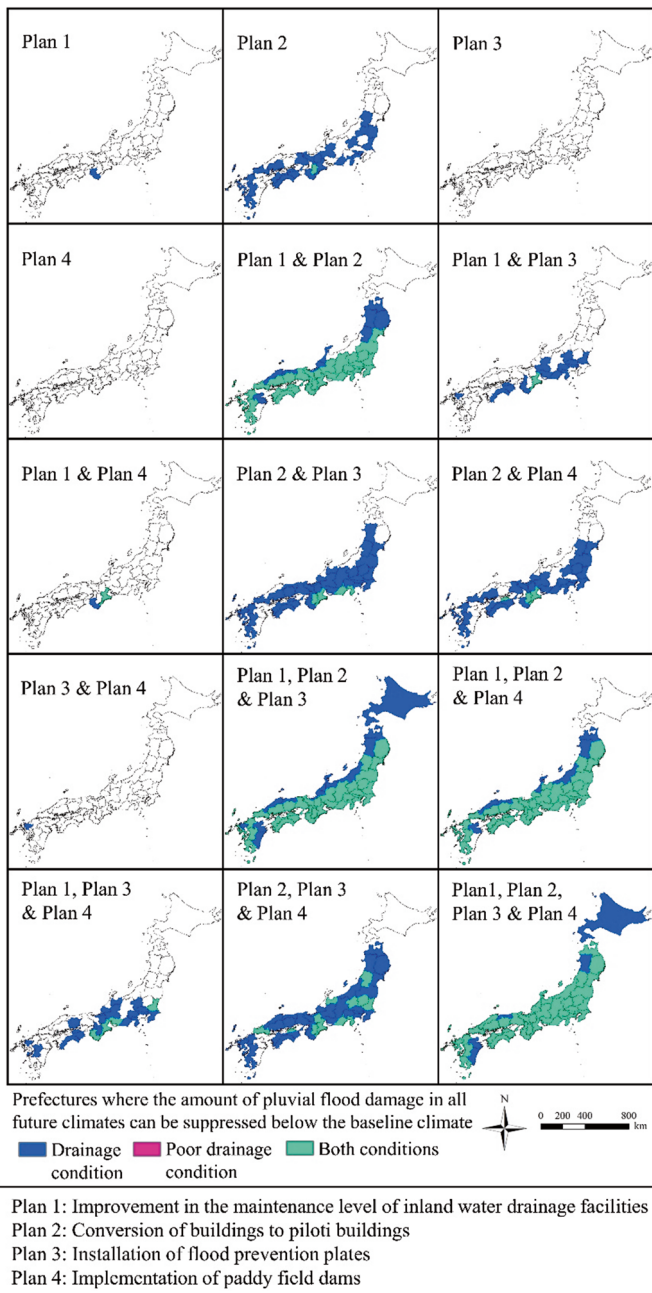 Plan 1
Plan 2
Plan 3
Plan 4
Plan 1 & Plan 2
Plan 1 & Plan 3
Plan 1 & Plan 4
Plan 2 & Plan 3
Plan 2 & Plan 4
Plan 3 & Plan 4
Plan 1, Plan 2
& Plan 3
Plan 1, Plan 2
& Plan 4
Plan 1, Plan 3
& Plan 4
Plan 2, Plan 3
& Plan 4
Plan1, Plan 2,
Plan 3 & Plan 4
Prefectures where the amount of pluvial flood damage in all
future climates can be suppressed below the baseline climate
Drainage
condition
Poor drainage
condition
Both conditions
N
0 200 400 800
km
Plan 1: Improvement in the maintenance level of inland water drainage facilities
Plan 2: Conversion of buildings to piloti buildings
Plan 3: Installation of flood prevention plates
Plan 4: Implementation of paddy field dams